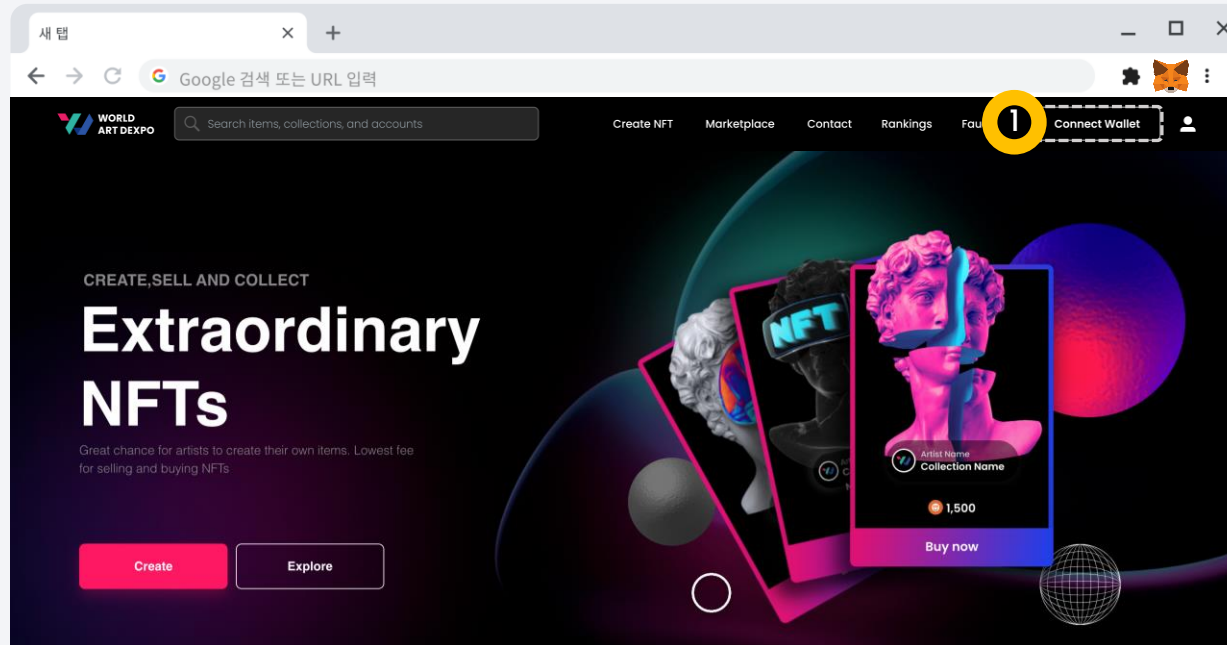 새 탭
Google 검색 또는 URL 입력
WORLD
ART DEXPO
Search items, collections, and accounts
Create NFT
Marketplace
Contact
Rankings
1
Connect Wallet
CREATE,SELL AND COLLECT
Extraordinary
NFTs
Great chance for artists to create their own items. Lowest fee
for selling and buying NFTs
Create
Explore
NFT
Artist Name
Collection Name
1,500
Buy now